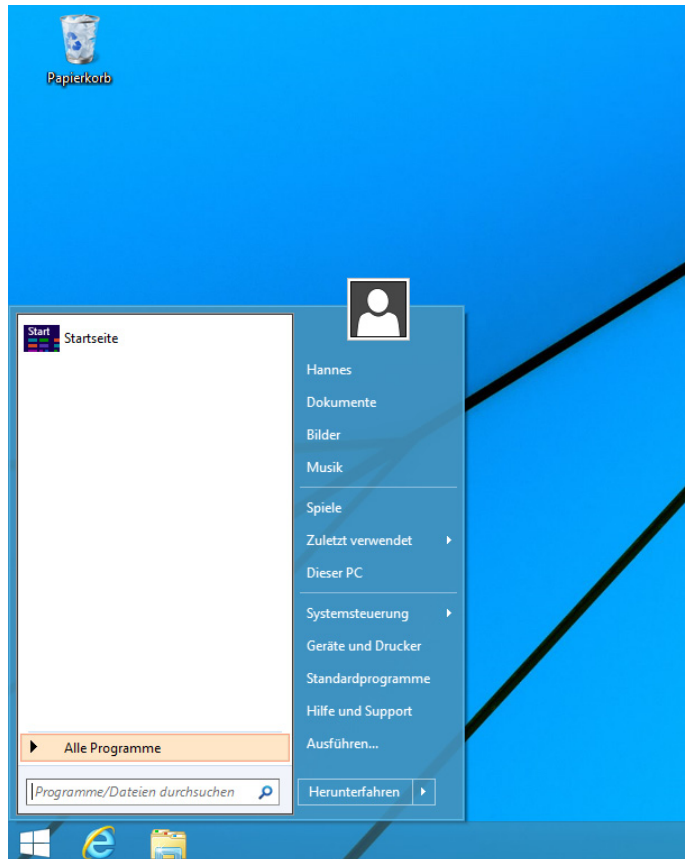 Papierkorb
Start
Startseite
Alle Programme
Programme/Dateien durchsuchen
Hannes
Dokumente
Bilder
Musik
Spiele
Zuletzt verwendet
Dieser PC
Systemsteuerung
Geräte und Drucker
Standardprogramme
Hilfe und Support
Ausführen...
Herunterfahren